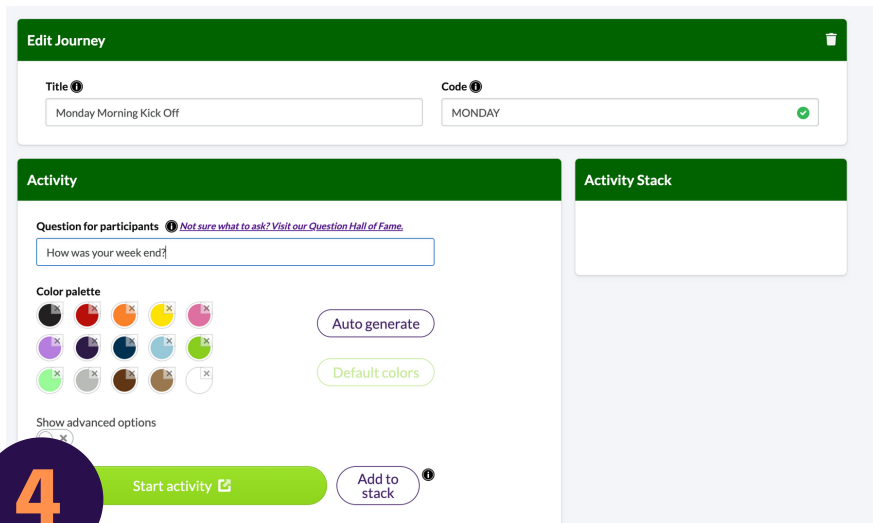 Edit Journey
Title
Code
Monday Morning Kick Off
MONDAY
Activity
Activity Stack
Question for participants Not sure what to ask? Visit our Question Hall of Fame.
How was your week end?
Color palette
Auto generate
Default colors
Show advanced options
Start activity
Add to
stack
4